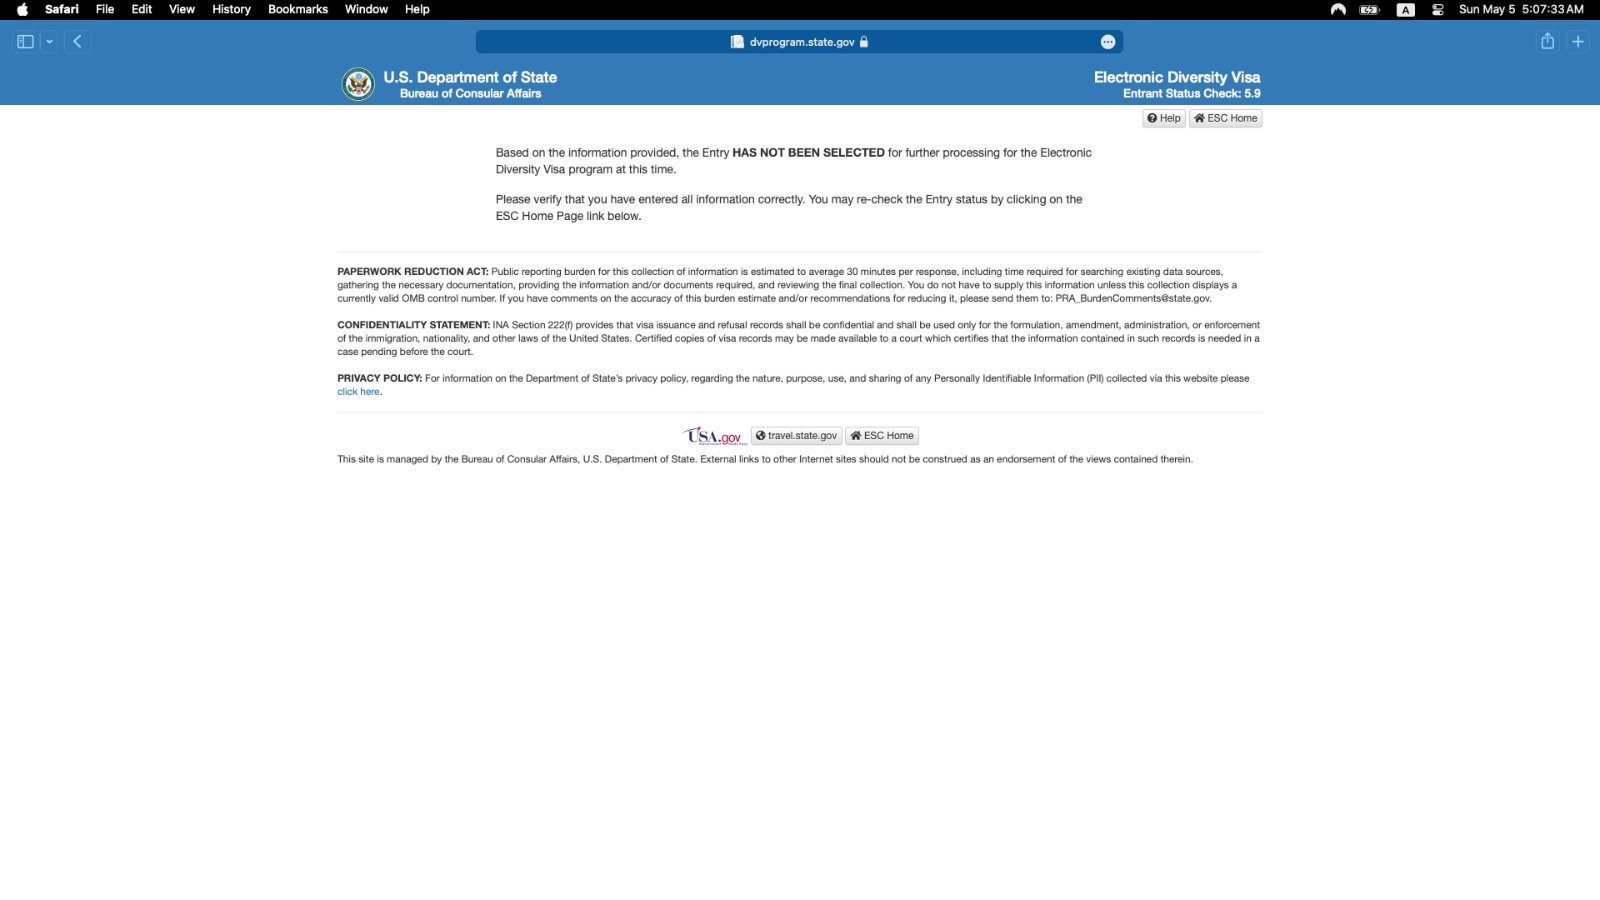 Safari File Edit View History Bookmarks Window Help A Sun May 5 5:07:33 AM
dvprogram.state.gov
U.S. Department of State
Bureau of Consular Affairs
Electronic Diversity Visa
Entrant Status Check: 5.9
Help ESC Home
Based on the information provided, the Entry HAS NOT BEEN SELECTED for further processing for the Electronic
Diversity Visa program at this time.
Please verify that you have entered all information correctly. You may re-check the Entry status by clicking on the
ESC Home Page link below.
PAPERWORK REDUCTION ACT: Public reporting burden for this collection of information is estimated to average 30 minutes per response, including time required for searching existing data sources,
gathering the necessary documentation, providing the information and/or documents required, and reviewing the final collection. You do not have to supply this information unless this collection displays a
currently valid OMB control number. If you have comments on the accuracy of this burden estimate and/or recommendations for reducing it, please send them to: PRA_BurdenComments@state.gov.
CONFIDENTIALITY STATEMENT: INA Section 222(f) provides that visa issuance and refusal records shall be confidential and shall be used only for the formulation, amendment, administration, or enforcement
of the immigration, nationality, and other laws of the United States. Certified copies of visa records may be made available to a court which certifies that the information contained in such records is needed in a
case pending before the court.
PRIVACY POLICY: For information on the Department of State's privacy policy, regarding the nature, purpose, use, and sharing of any Personally Identifiable Information (PII) collected via this website please
click here.
USA.gov travel.state.gov ESC Home
This site is managed by the Bureau of Consular Affairs, U.S. Department of State. External links to other Internet sites should not be construed as an endorsement of the views contained therein.